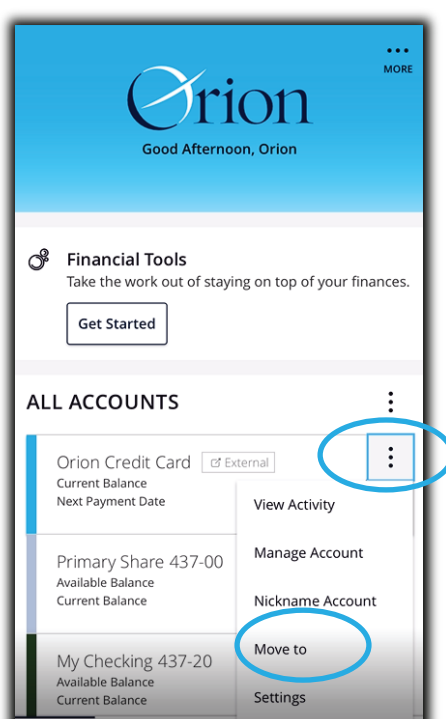 MORE
Orion
Good Afternoon, Orion
Financial Tools
Take the work out of staying on top of your finances.
Get Started
ALL ACCOUNTS
Orion Credit Card External
Current Balance
Next Payment Date
View Activity
Manage Account
Nickname Account
Move to
Settings
Primary Share 437-00
Available Balance
Current Balance
My Checking 437-20
Available Balance
Current Balance